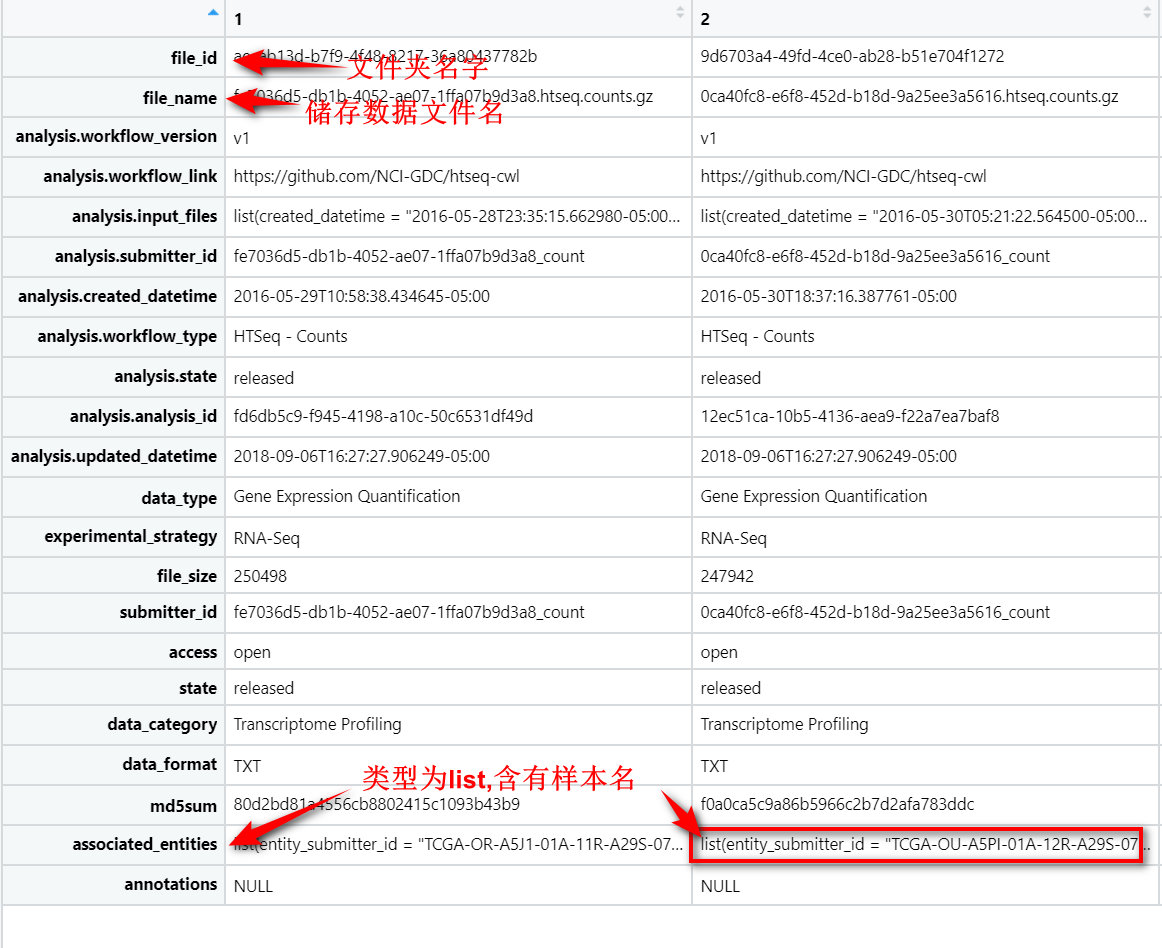 1 2
file_id 9d6703a4-49fd-4ce0-ab28-b51e704f1272
文件夹名字
file_name fe7036d5-db1b-4052-ae07-1ffa07b9d3a8.htseq.counts.gz 0ca40fc8-e6f8-452d-b18d-9a25ee3a5616.htseq.counts.gz
储存数据文件名
analysis.workflow_version v1 v1
analysis.workflow_link https://github.com/NCI-GDC/htseq-cwl https://github.com/NCI-GDC/htseq-cwl
analysis.input_files list(created_datetime = "2016-05-28T23:35:15.662980-05:00... list(created_datetime = "2016-05-30T05:21:22.564500-05:00...
analysis.submitter_id fe7036d5-db1b-4052-ae07-1ffa07b9d3a8_count 0ca40fc8-e6f8-452d-b18d-9a25ee3a5616_count
analysis.created_datetime 2016-05-29T10:58:38.434645-05:00 2016-05-30T18:37:16.387761-05:00
analysis.workflow_type HTSeq - Counts HTSeq - Counts
analysis.state released released
analysis.analysis_id fd6db5c9-f945-4198-a10c-50c6531df49d 12ec51ca-10b5-4136-aea9-f22a7ea7baf8
analysis.updated_datetime 2018-09-06T16:27:27.906249-05:00 2018-09-06T16:27:27.906249-05:00
data_type Gene Expression Quantification Gene Expression Quantification
experimental_strategy RNA-Seq RNA-Seq
file_size 250498 247942
submitter_id fe7036d5-db1b-4052-ae07-1ffa07b9d3a8_count 0ca40fc8-e6f8-452d-b18d-9a25ee3a5616_count
access open open
state released released
data_category Transcriptome Profiling Transcriptome Profiling
data_format TXT TXT
类型为list,含有样本名
md5sum 80d2bd81a4556cb8802415c1093b43b9 f0a0ca5c9a86b5966c2b7d2afa783ddc
associated_entities list(entity_submitter_id = "TCGA-OR-A5J1-01A-11R-A29S-07... list(entity_submitter_id = "TCGA-OU-A5PI-01A-12R-A29S-07...
annotations NULL NULL